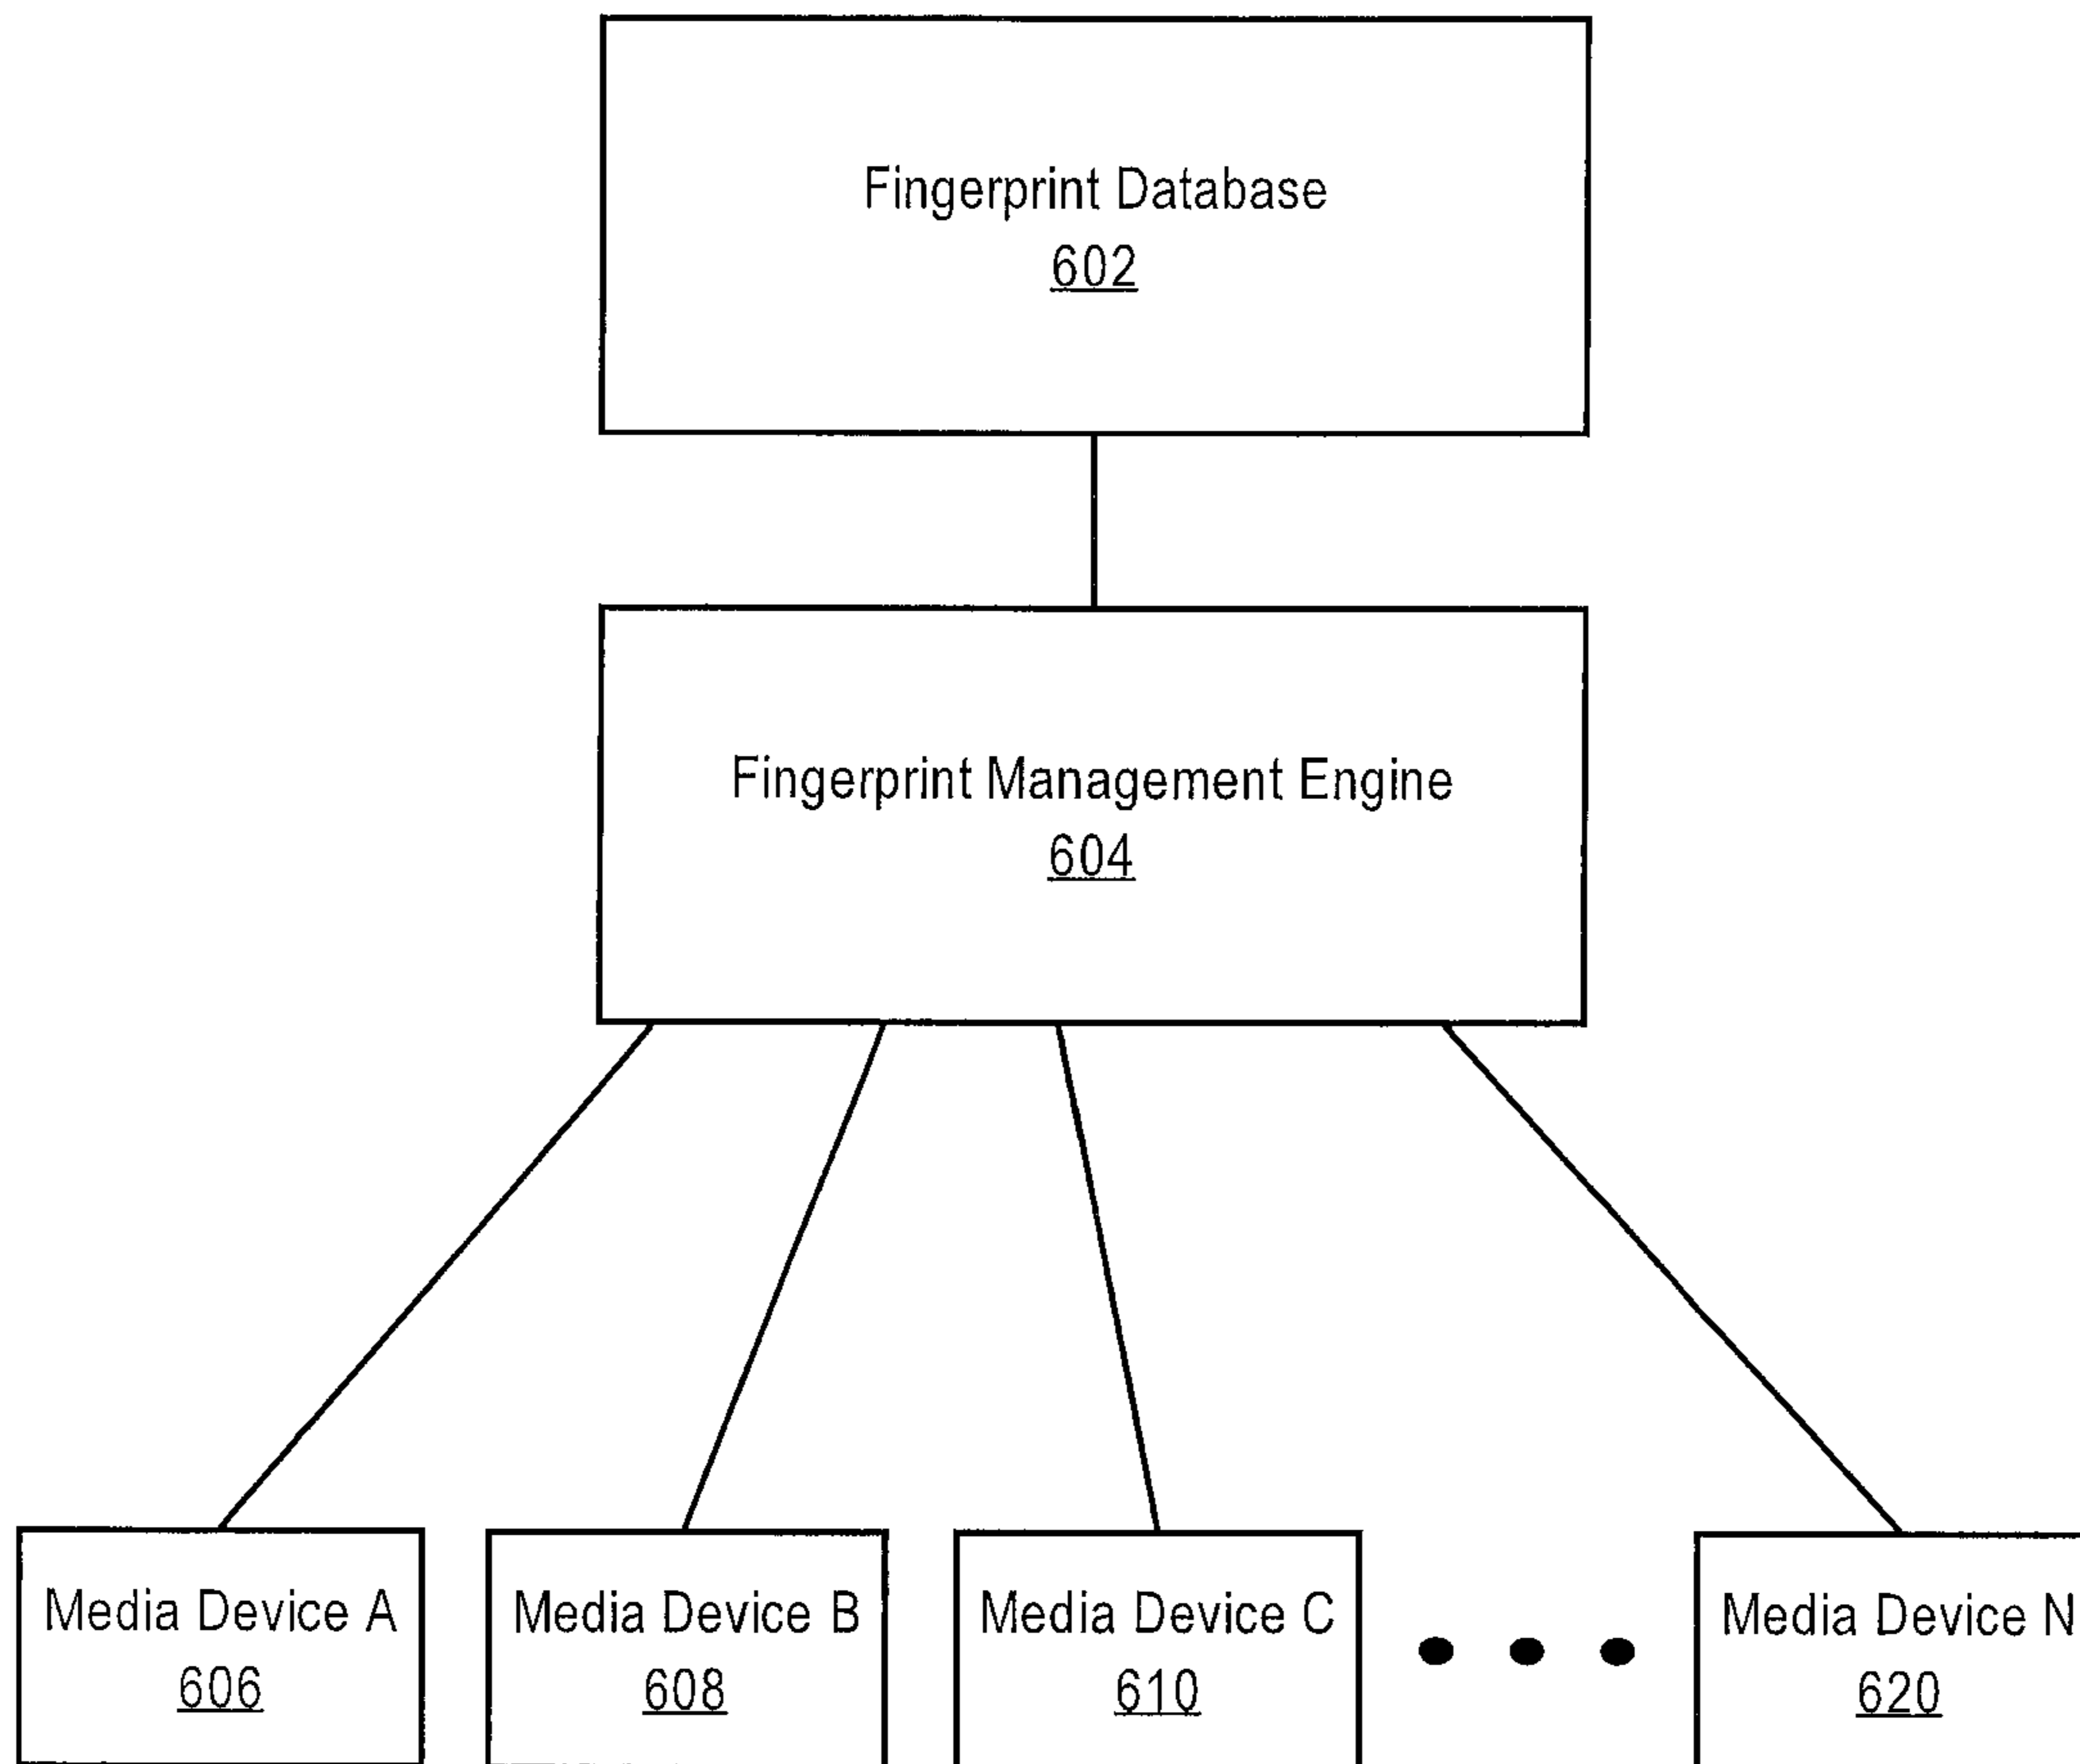 Fingerprint Database
602
Fingerprint Management Engine
604
Media Device A
606
Media Device B
608
Media Device C
610
Media Device N
620